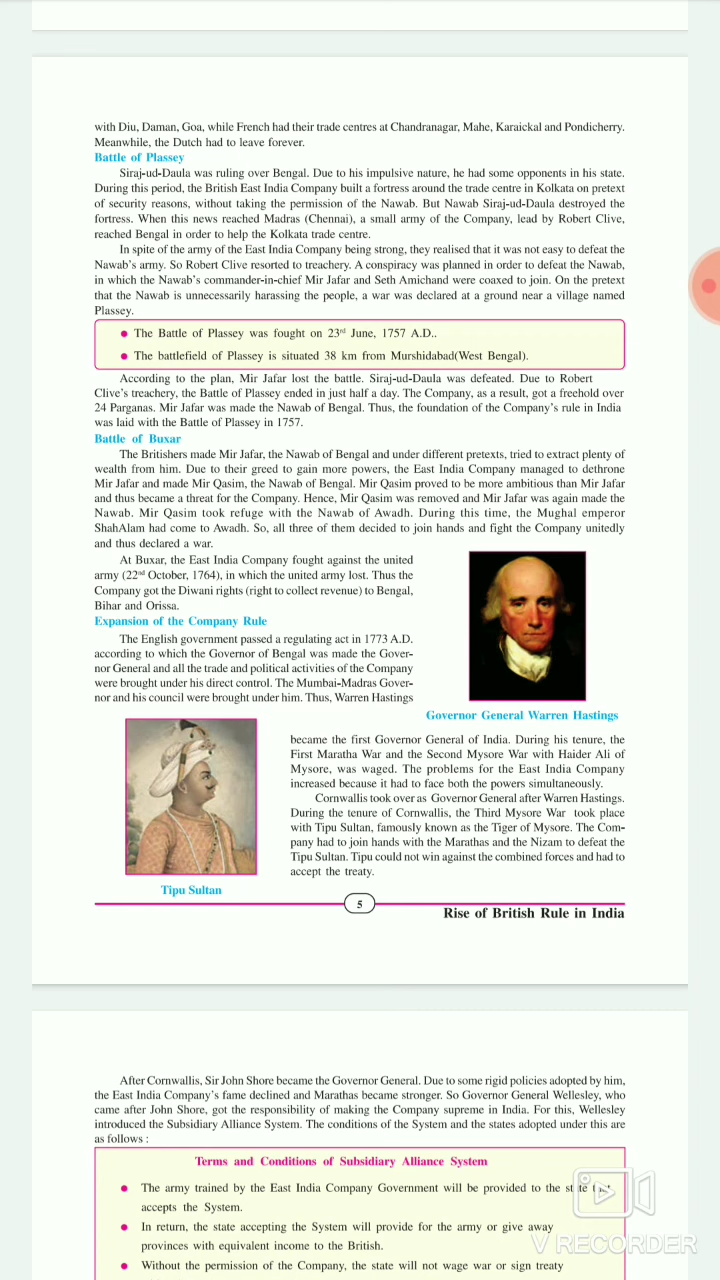 with Diu, Daman, Goa, while French had their trade centres at Chandranagar, Mahe, Karaickal and Pondicherry.
Meanwhile, the Dutch had to leave forever.
Battle of Plassey
Siraj-ud-Daula was ruling over Bengal. Due to his impulsive nature, he had some opponents in his state.
During this period, the British East India Company built a fortress around the trade centre in Kolkata on pretext
of security reasons, without taking the permission of the Nawab. But Nawab Siraj-ud-Daula destroyed the
fortress. When this news reached Madras (Chennai), a small army of the Company, lead by Robert Clive,
reached Bengal in order to help the Kolkata trade centre.
In spite of the army of the East India Company being strong, they realised that it was not easy to defeat the
Nawab's army. So Robert Clive resorted to treachery. A conspiracy was planned in order to defeat the Nawab,
in which the Nawab's commander-in-chief Mir Jafar and Seth Amichand were coaxed to join. On the pretext
that the Nawab is unnecessarily harassing the people, a war was declared at a ground near a village named
Plassey.
● The Battle of Plassey was fought on 23rd June, 1757 A.D..
● The battlefield of Plassey is situated 38 km from Murshidabad(West Bengal).
According to the plan, Mir Jafar lost the battle. Siraj-ud-Daula was defeated. Due to Robert
Clive's treachery, the Battle of Plassey ended in just half a day. The Company, as a result, got a freehold over
24 Parganas. Mir Jafar was made the Nawab of Bengal. Thus, the foundation of the Company's rule in India
was laid with the Battle of Plassey in 1757.
Battle of Buxar
The Britishers made Mir Jafar, the Nawab of Bengal and under different pretexts, tried to extract plenty of
wealth from him. Due to their greed to gain more powers, the East India Company managed to dethrone
Mir Jafar and made Mir Qasim, the Nawab of Bengal. Mir Qasim proved to be more ambitious than Mir Jafar
and thus became a threat for the Company. Hence, Mir Qasim was removed and Mir Jafar was again made the
Nawab. Mir Qasim took refuge with the Nawab of Awadh. During this time, the Mughal emperor
ShahAlam had come to Awadh. So, all three of them decided to join hands and fight the Company unitedly
and thus declared a war.
At Buxar, the East India Company fought against the united
army (22nd October, 1764), in which the united army lost. Thus the
Company got the Diwani rights (right to collect revenue) to Bengal,
Bihar and Orissa.
Expansion of the Company Rule
The English government passed a regulating act in 1773 A.D.
according to which the Governor of Bengal was made the Gover-
nor General and all the trade and political activities of the Company
were brought under his direct control. The Mumbai-Madras Gover-
nor and his council were brought under him. Thus, Warren Hastings
Governor General Warren Hastings
became the first Governor General of India. During his tenure, the
First Maratha War and the Second Mysore War with Haider Ali of
Mysore, was waged. The problems for the East India Company
increased because it had to face both the powers simultaneously.
Cornwallis took over as Governor General after Warren Hastings.
During the tenure of Cornwallis, the Third Mysore War took place
with Tipu Sultan, famously known as the Tiger of Mysore. The Com-
pany had to join hands with the Marathas and the Nizam to defeat the
Tipu Sultan. Tipu could not win against the combined forces and had to
accept the treaty.
Tipu Sultan
5
Rise of British Rule in India
After Cornwallis, Sir John Shore became the Governor General. Due to some rigid policies adopted by him,
the East India Company's fame declined and Marathas became stronger. So Governor General Wellesley, who
came after John Shore, got the responsibility of making the Company supreme in India. For this, Wellesley
introduced the Subsidiary Alliance System. The conditions of the System and the states adopted under this are
as follows :
Terms and Conditions of Subsidiary Alliance System
● The army trained by the East India Company Government will be provided to the state that
accepts the System.
● In return, the state accepting the System will provide for the army or give away
provinces with equivalent income to the British.
● Without the permission of the Company, the state will not wage war or sign treaty
V RECORDER